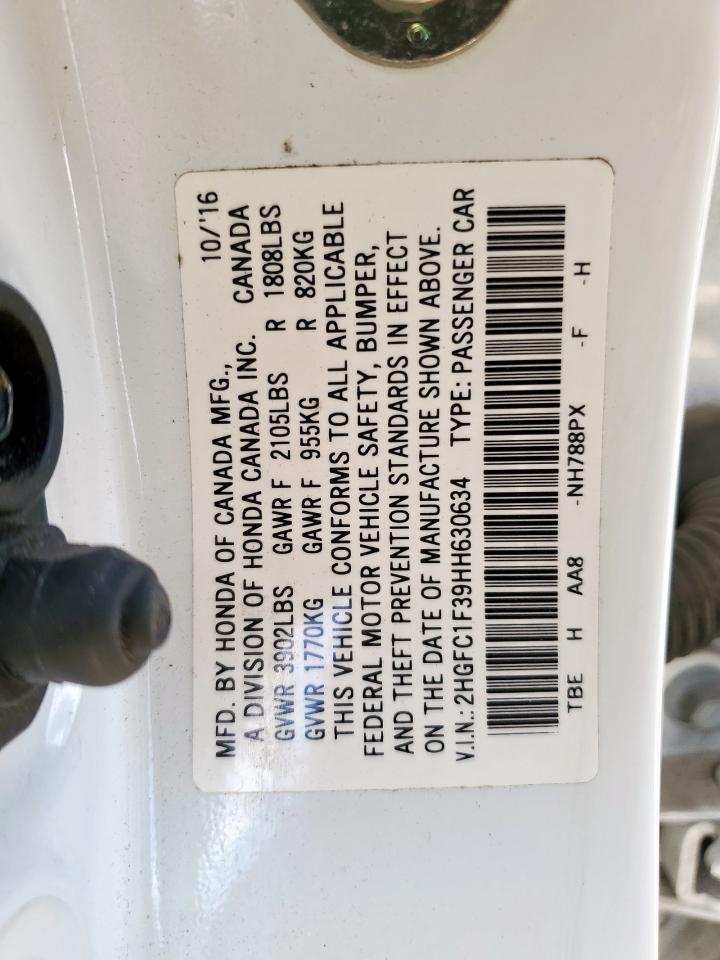 MFD. BY HONDA OF CANADA MFG., 10/'16
A DIVISION OF HONDA CANADA INC. CANADA
GVWR 3902LBS GAWR F 2105LBS R 1808LBS
GVWR 1770KG GAWR F 955KG R 820KG
THIS VEHICLE CONFORMS TO ALL APPLICABLE
FEDERAL MOTOR VEHICLE SAFETY, BUMPER,
AND THEFT PREVENTION STANDARDS IN EFFECT
ON THE DATE OF MANUFACTURE SHOWN ABOVE.
V.I.N.: 2HGFC1F39HH630634 TYPE: PASSENGER CAR
TBE H AA8 -NH788PX -F -H